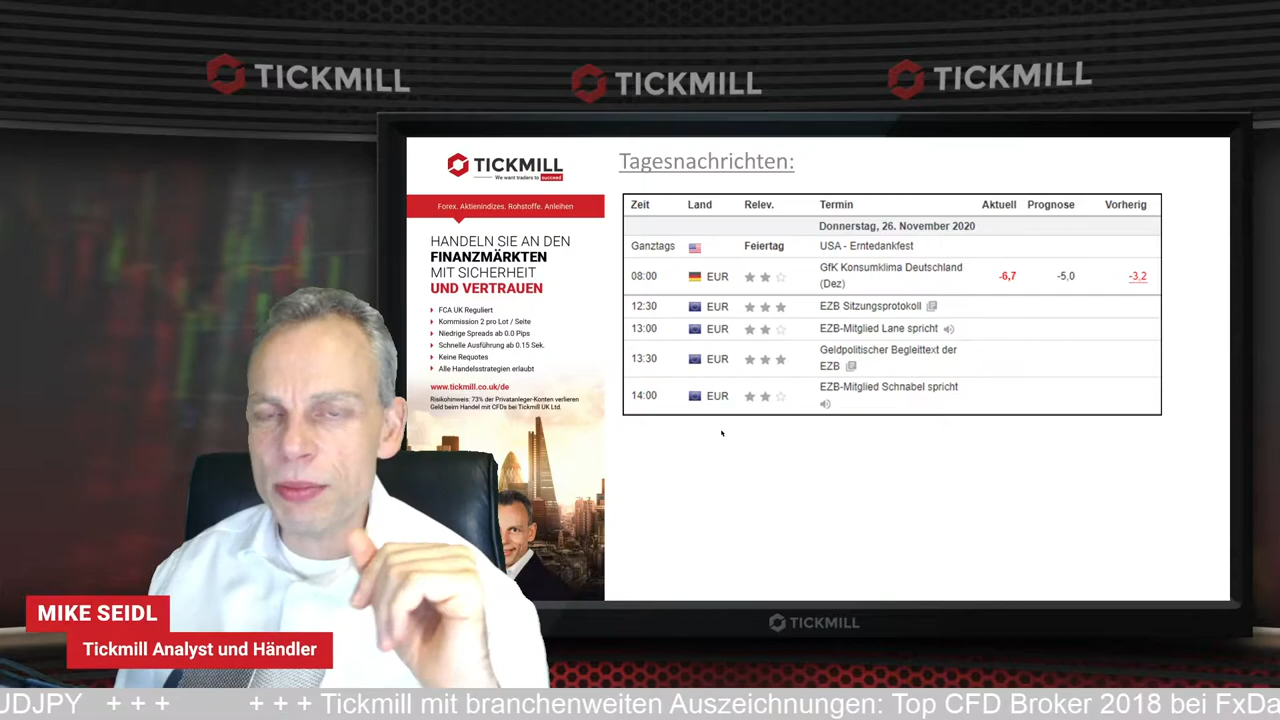 TICKMILL
TICKMILL
TICKMILL
TICKMILL
We want traders to succeed
Forex. Aktienindizes. Rohstoffe. Anleihen
HANDELN SIE AN DEN
FINANZMÄRKTEN
MIT SICHERHEIT
UND VERTRAUEN
FCA UK Reguliert
Kommission 2 pro Lot / Seite
Niedrige Spreads ab 0.0 Pips
Schnelle Ausführung ab 0.15 Sek.
Keine Requotes
Alle Handelsstrategien erlaubt
www.tickmill.co.uk/de
Risikohinweis: 73% der Privatanleger-Konten verlieren
Geld beim Handel mit CFDs bei Tickmill UK Ltd.
Tagesnachrichten:
Zeit Land Relev. Termin Aktuell Prognose Vorherig
Donnerstag, 26. November 2020
Ganztags Feiertag USA - Erntedankfest
08:00 EUR GfK Konsumklima Deutschland (Dez) -6,7 -5,0 -3,2
12:30 EUR EZB Sitzungsprotokoll
13:00 EUR EZB-Mitglied Lane spricht
13:30 EUR Geldpolitischer Begleittext der EZB
14:00 EUR EZB-Mitglied Schnabel spricht
TICKMILL
MIKE SEIDL
Tickmill Analyst und Händler
UDJPY + + + + + + Tickmill mit branchenweiten Auszeichnungen: Top CFD Broker 2018 bei FxDa